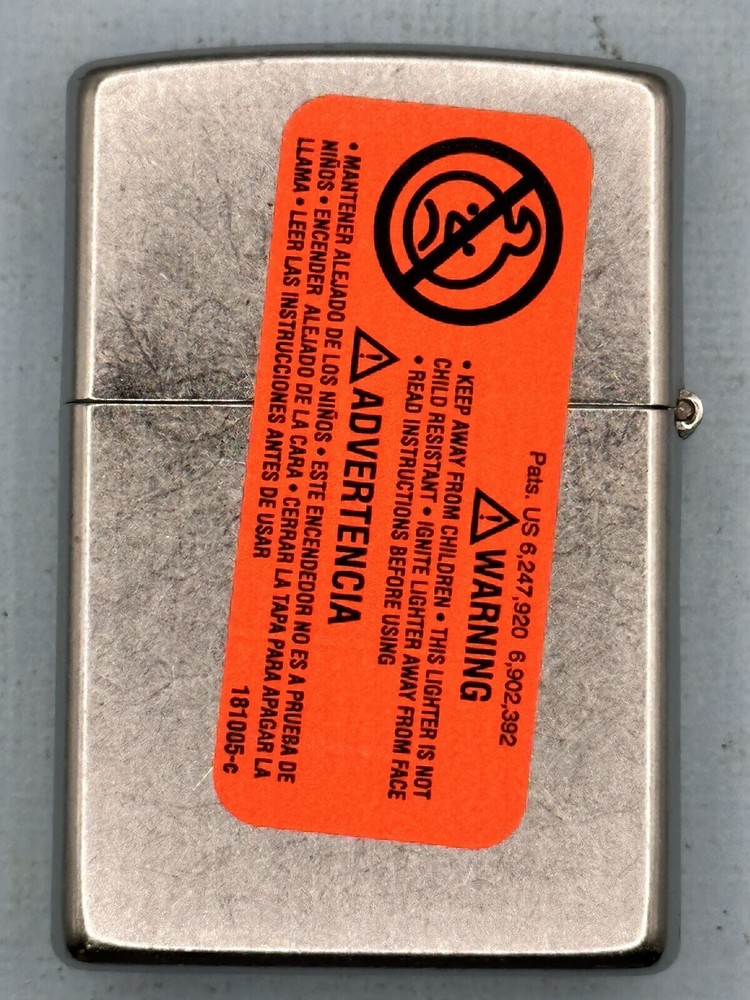 Pats. US 6,247,920 6,902,392
WARNING
• KEEP AWAY FROM CHILDREN • THIS LIGHTER IS NOT
CHILD RESISTANT • IGNITE LIGHTER AWAY FROM FACE
• READ INSTRUCTIONS BEFORE USING
ADVERTENCIA
• MANTENER ALEJADO DE LOS NIÑOS • ESTE ENCENDEDOR NO ES A PRUEBA DE
NIÑOS • ENCENDER ALEJADO DE LA CARA • CERRAR LA TAPA PARA APAGAR LA
LLAMA • LEER LAS INSTRUCCIONES ANTES DE USAR
181005-c